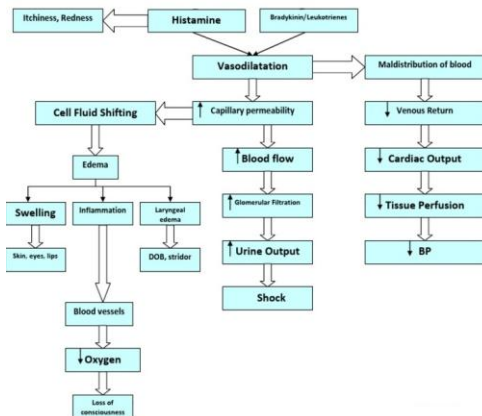 Itchiness, Redness
Histamine
Bradykinin/Leukotrienes
Vasodilatation
Maldistribution of blood
Cell Fluid Shifting
↑ Capillary permeability
↓ Venous Return
Edema
↑ Blood flow
↓ Cardiac Output
Swelling
Inflammation
Laryngeal
edema
↑ Glomerular Filtration
↓ Tissue Perfusion
Skin, eyes, lips
DOB, stridor
↑ Urine Output
↓ BP
Shock
Blood vessels
↓ Oxygen
Loss of
consciousness